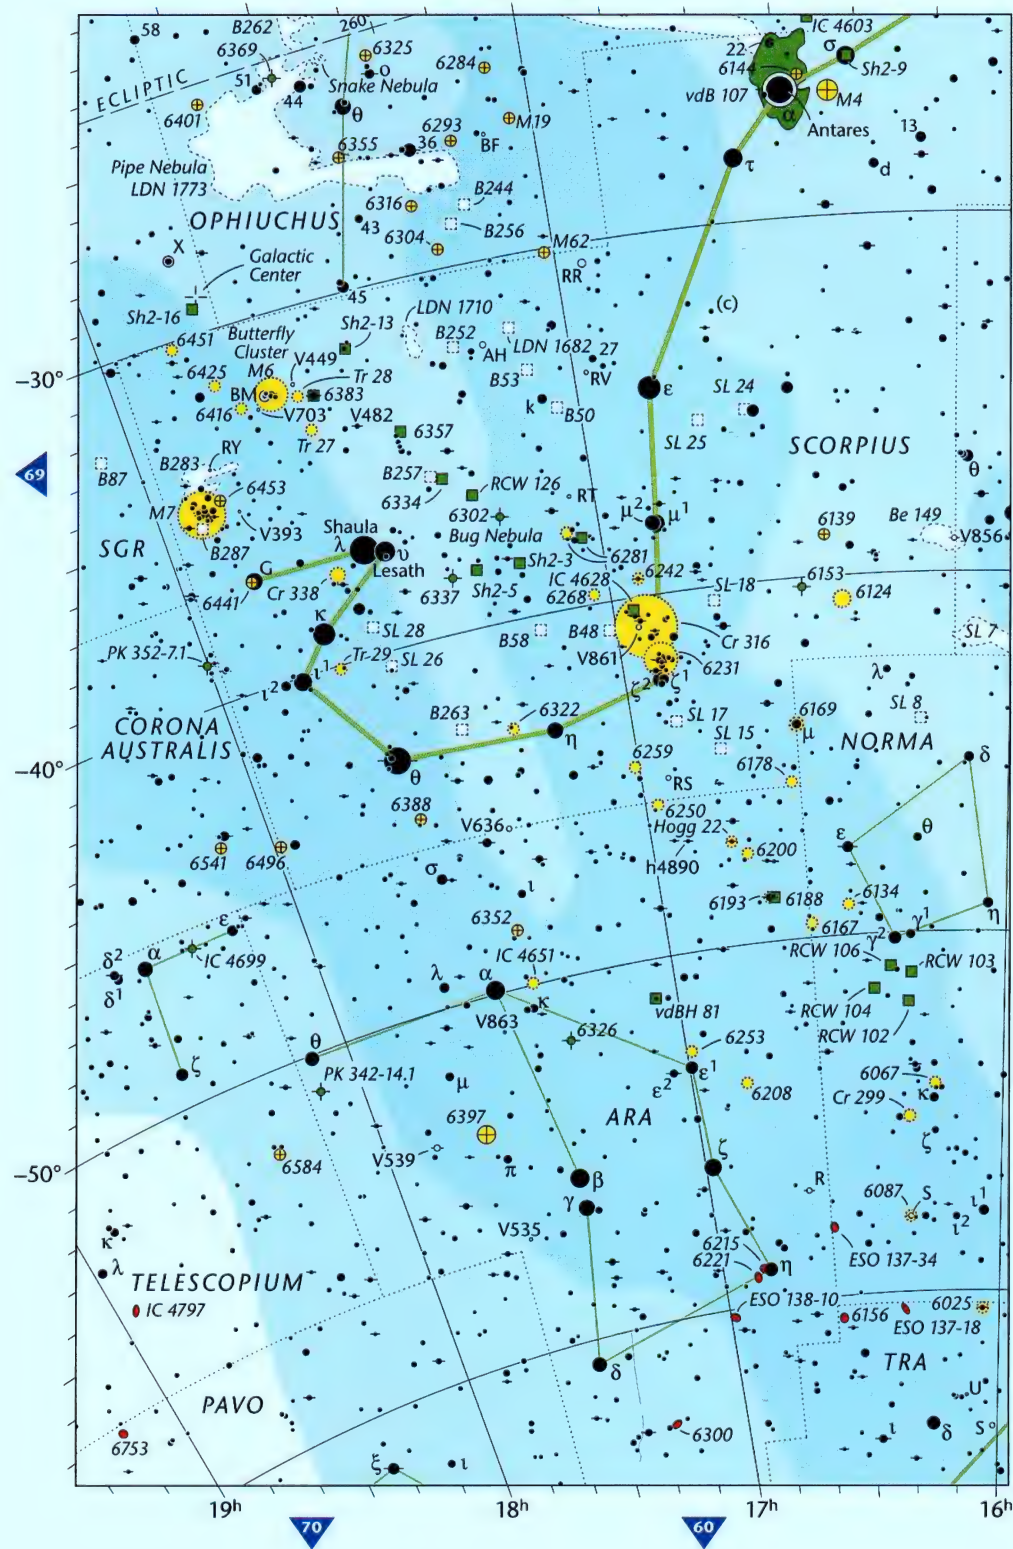 58
B262
260
6325
6369
ο
6284
22
IC 4603
σ
51
6144
Sh2-9
ECLIPTIC
44
Snake Nebula
vdB 107
M4
α
Antares
6401
θ
M19
13
6293
6355
36
BF
τ
d
Pipe Nebula
LDN 1773
B244
6316
OPHIUCHUS
43
B256
6304
M62
X
Galactic
Center
RR
45
(c)
LDN 1710
Sh2-16
Sh2-13
B252
6451
Butterfly
Cluster
M6
AH
LDN 1682
27
V449
−30°
6425
Tr 28
B53
RV
ε
SL 24
BM
6383
k
B50
6416
V703
V482
6357
SL 25
SCORPIUS
Tr 27
RY
B283
B257
RCW 126
θ
69
B87
6453
6334
RT
M7
6302
μ²
μ¹
6139
Be 149
V393
Bug Nebula
Shaula
SGR
B287
λ
υ
6281
V856
Lesath
Sh2-3
G
IC 4628
6242
6153
6441
Cr 338
6337
Sh2-5
6268
SL 18
6124
κ
SL 28
B58
B48
Cr 316
SL 7
PK 352-7.1
Tr 29
SL 26
V861
6231
ι¹
ι²
ζ²
ζ¹
λ
SL 8
CORONA
AUSTRALIS
B263
6322
SL 17
6169
μ
η
SL 15
NORMA
δ
6259
6178
−40°
θ
RS
6388
6250
V636
Hogg 22
ε
θ
6541
6496
h4890
6200
σ
ι
6193
6188
6134
η
ε
6352
6167
γ²
γ¹
δ²
α
IC 4699
IC 4651
RCW 106
RCW 103
δ¹
λ
α
κ
V863
vdBH 81
RCW 104
RCW 102
6326
θ
6253
ζ
PK 342-14.1
ε¹
6067
μ
ε²
6208
κ
Cr 299
6397
ARA
ζ
V539
6584
ζ
−50°
π
β
R
6087
S
γ
ι¹
ι²
κ
V535
6215
6221
η
ESO 137-34
λ
TELESCOPIUM
IC 4797
ESO 138-10
6156
6025
ESO 137-18
δ
TRA
PAVO
U
6753
6300
ι
δ
S
ξ
ι
19h
18h
17h
16h
70
60